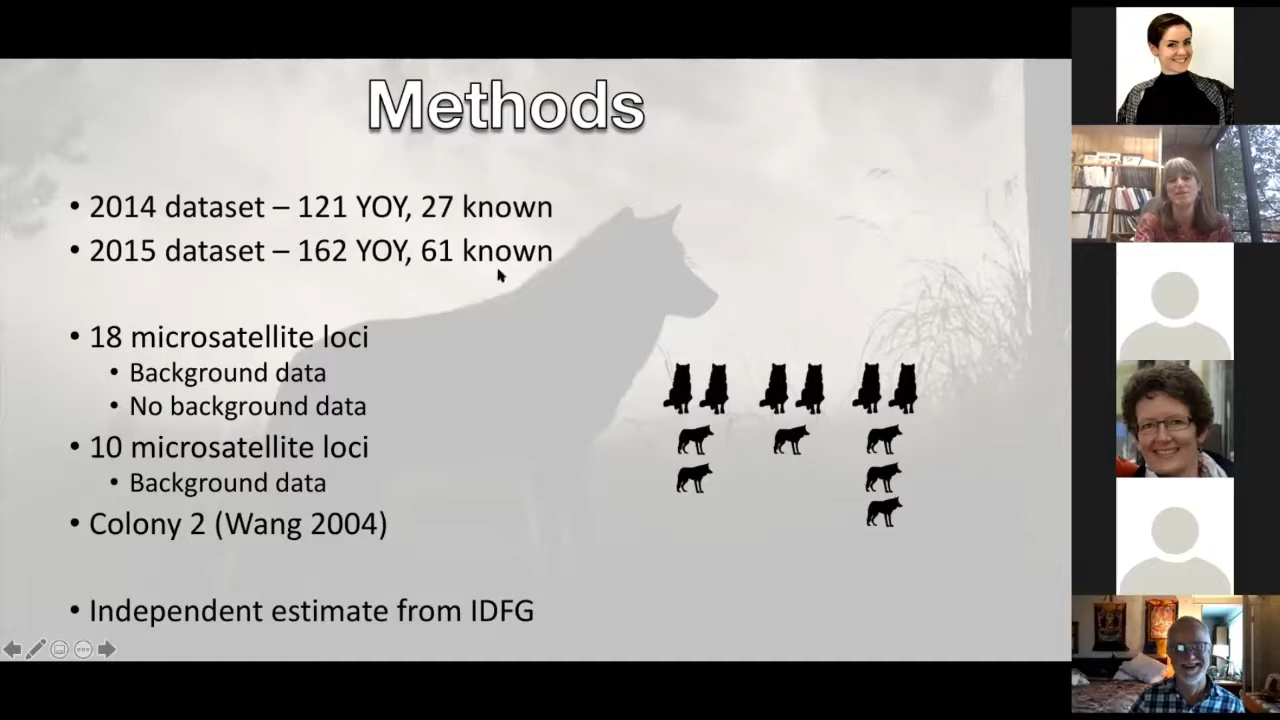 Methods
• 2014 dataset – 121 YOY, 27 known
• 2015 dataset – 162 YOY, 61 known
• 18 microsatellite loci
• Background data
• No background data
• 10 microsatellite loci
• Background data
• Colony 2 (Wang 2004)
• Independent estimate from IDFG